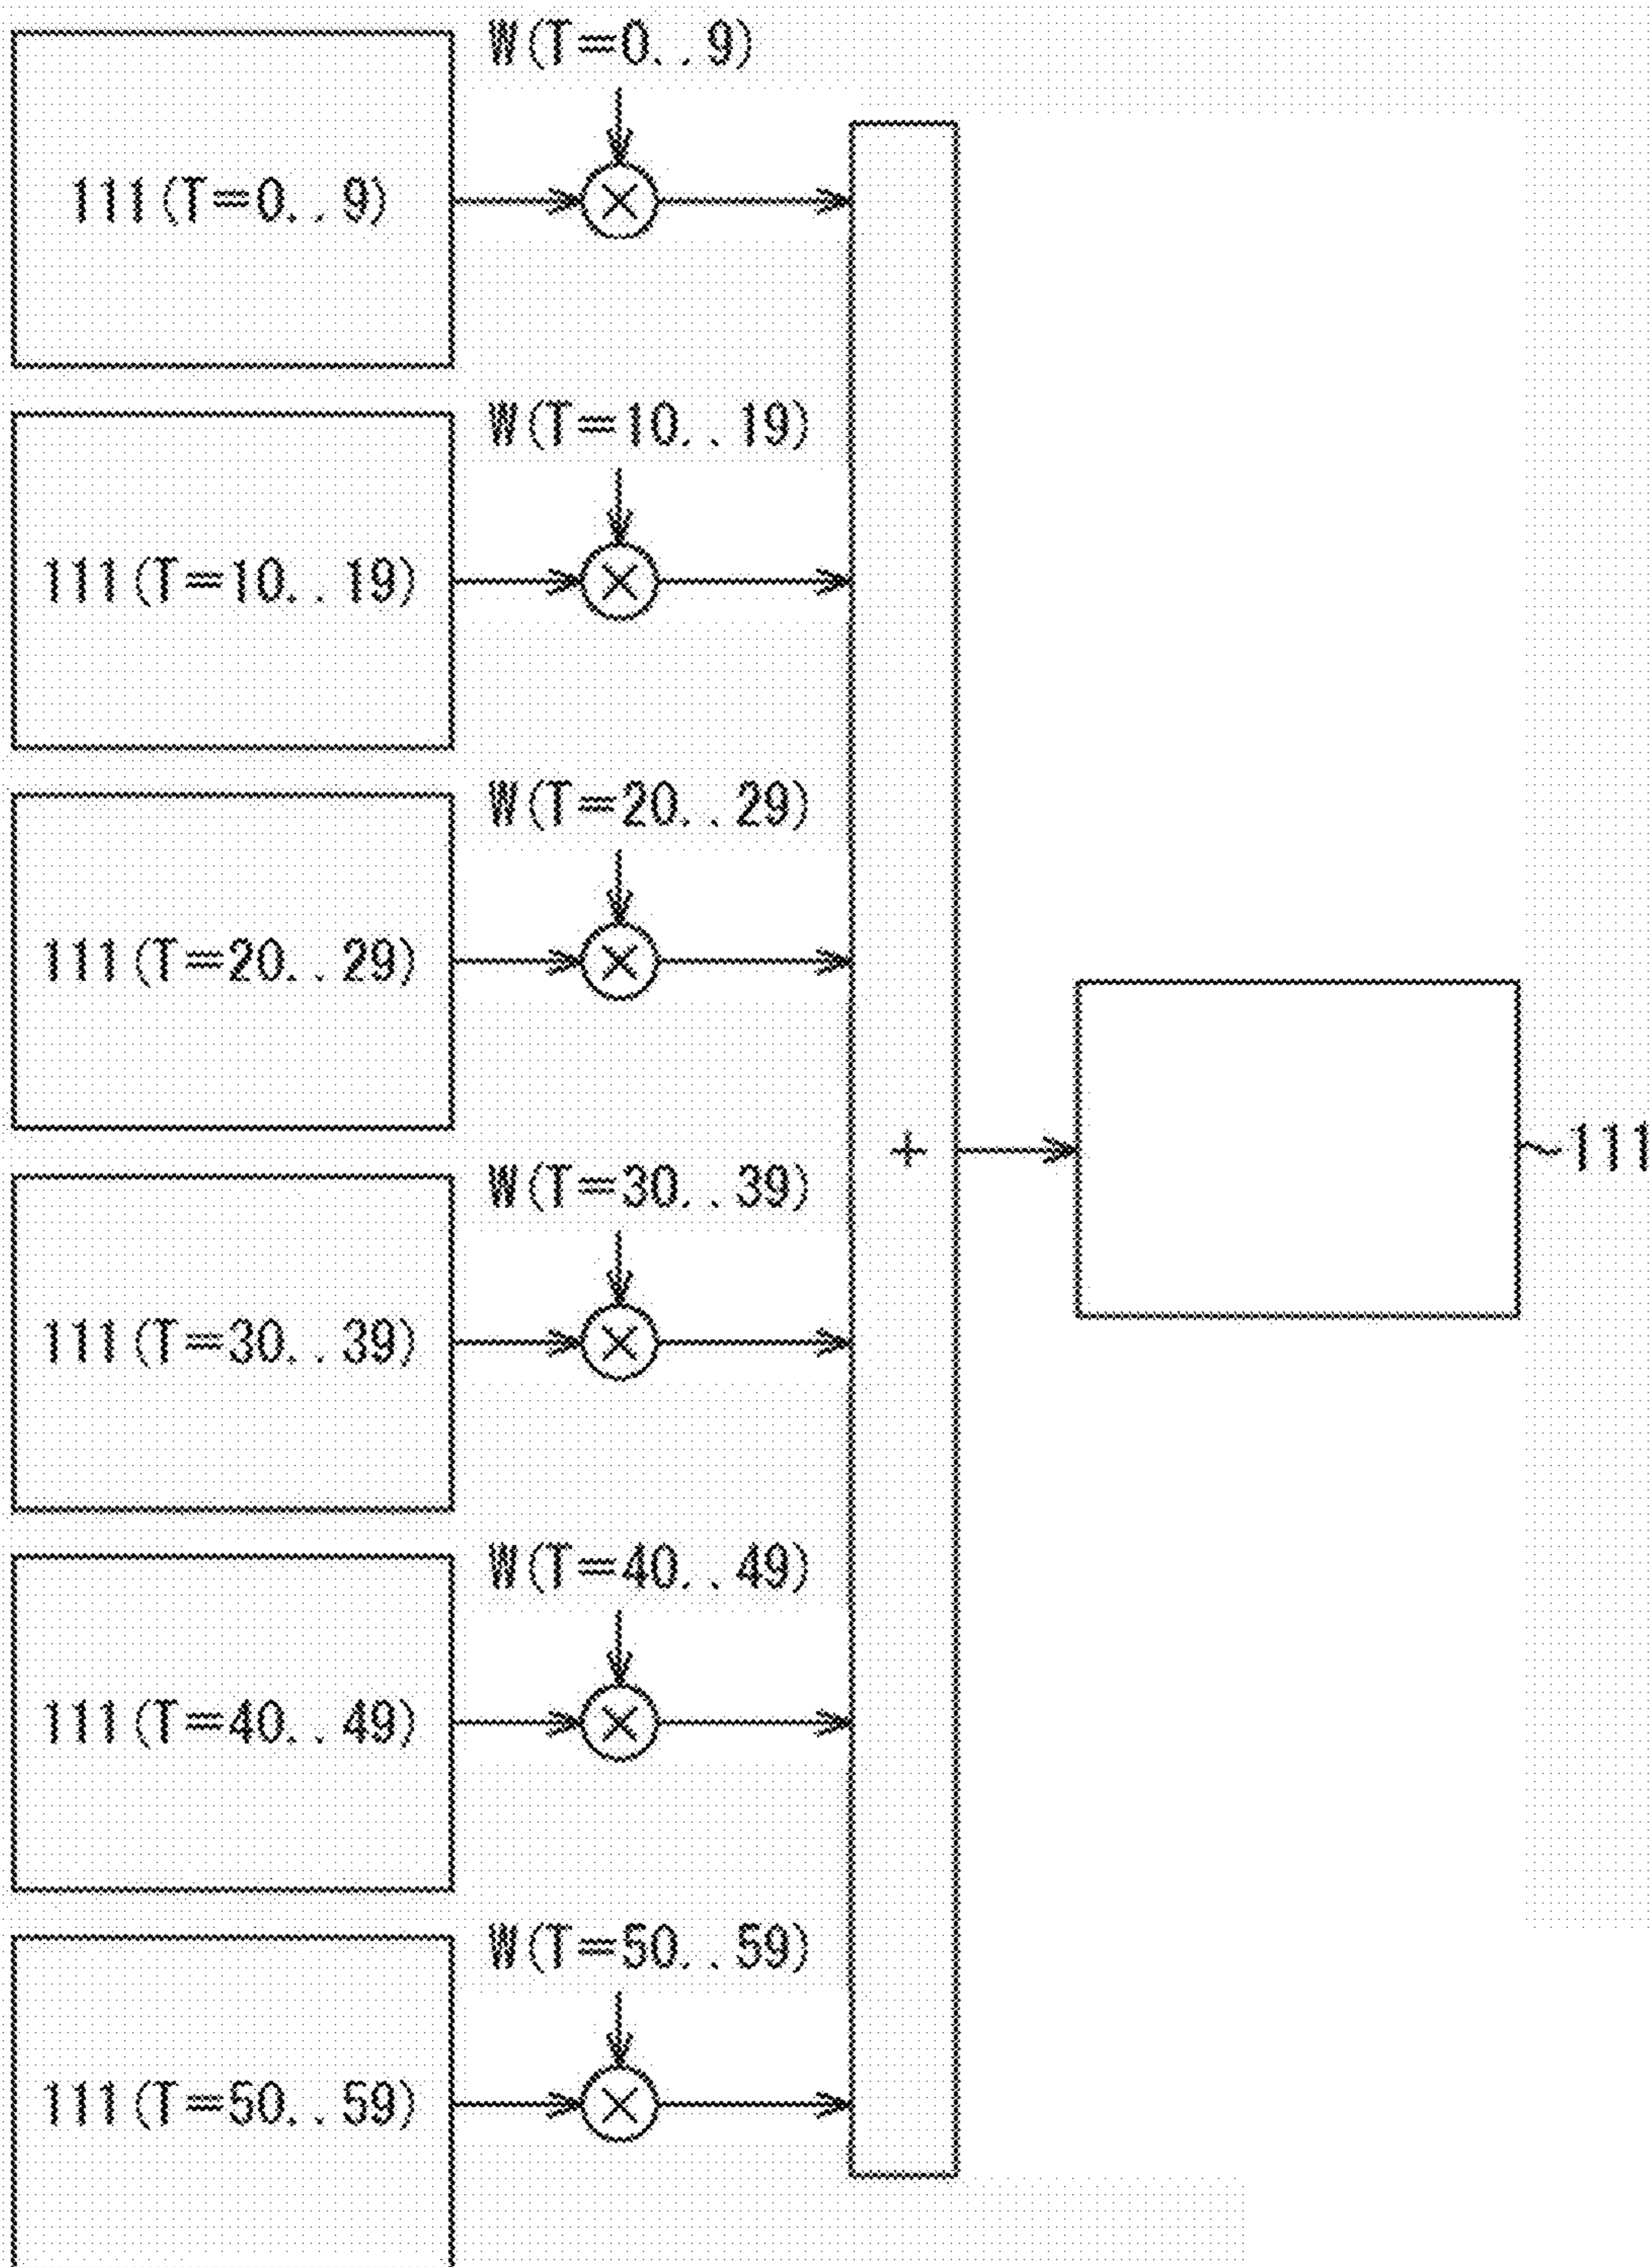 W(T=0..9)
111(T=0..9)
W(T=10..19)
111(T=10..19)
W(T=20..29)
111(T=20..29)
+
111
W(T=30..39)
111(T=30..39)
W(T=40..49)
111(T=40..49)
W(T=50..59)
111(T=50..59)